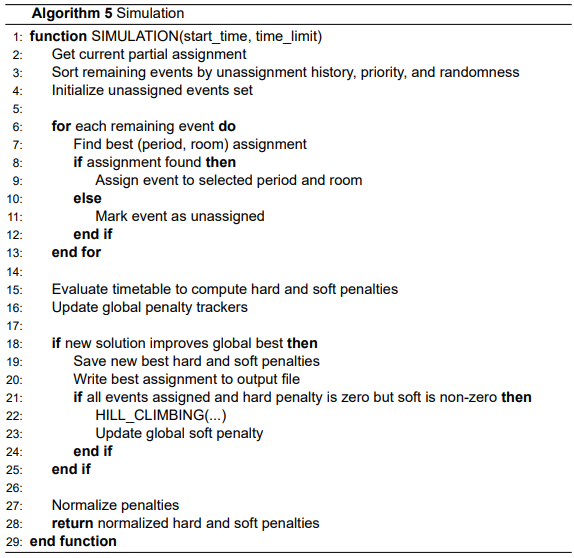 Algorithm 5 Simulation
1: function SIMULATION(start_time, time_limit)
2: Get current partial assignment
3: Sort remaining events by unassignment history, priority, and randomness
4: Initialize unassigned events set
5:
6: for each remaining event do
7: Find best (period, room) assignment
8: if assignment found then
9: Assign event to selected period and room
10: else
11: Mark event as unassigned
12: end if
13: end for
14:
15: Evaluate timetable to compute hard and soft penalties
16: Update global penalty trackers
17:
18: if new solution improves global best then
19: Save new best hard and soft penalties
20: Write best assignment to output file
21: if all events assigned and hard penalty is zero but soft is non-zero then
22: HILL_CLIMBING(...)
23: Update global soft penalty
24: end if
25: end if
26:
27: Normalize penalties
28: return normalized hard and soft penalties
29: end function